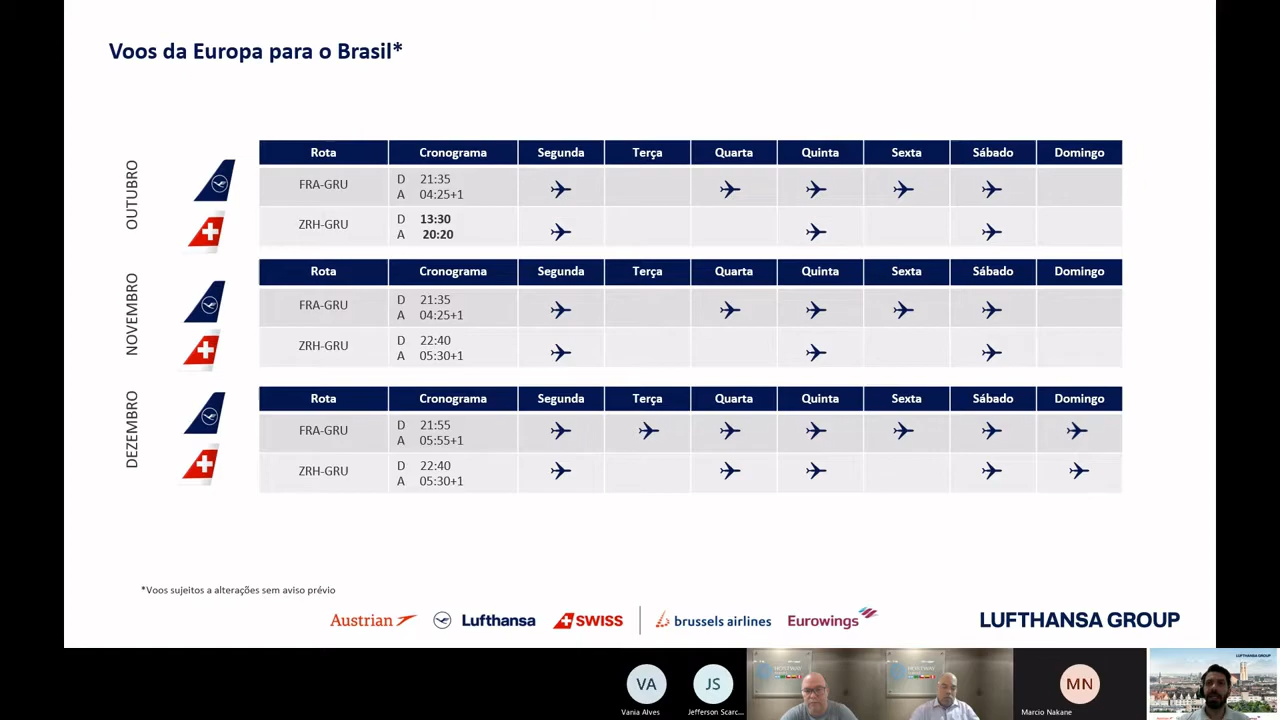 Voos da Europa para o Brasil*
OUTUBRO
Rota Cronograma Segunda Terça Quarta Quinta Sexta Sábado Domingo
FRA-GRU D 21:35
A 04:25+1
ZRH-GRU D 13:30
A 20:20
NOVEMBRO
Rota Cronograma Segunda Terça Quarta Quinta Sexta Sábado Domingo
FRA-GRU D 21:35
A 04:25+1
ZRH-GRU D 22:40
A 05:30+1
DEZEMBRO
Rota Cronograma Segunda Terça Quarta Quinta Sexta Sábado Domingo
FRA-GRU D 21:55
A 05:55+1
ZRH-GRU D 22:40
A 05:30+1
*Voos sujeitos a alterações sem aviso prévio
Austrian Lufthansa SWISS brussels airlines Eurowings LUFTHANSA GROUP
VA JS MN
Vania Alves Jefferson Scarc... Marcio Nakane
LUFTHANSA GROUP